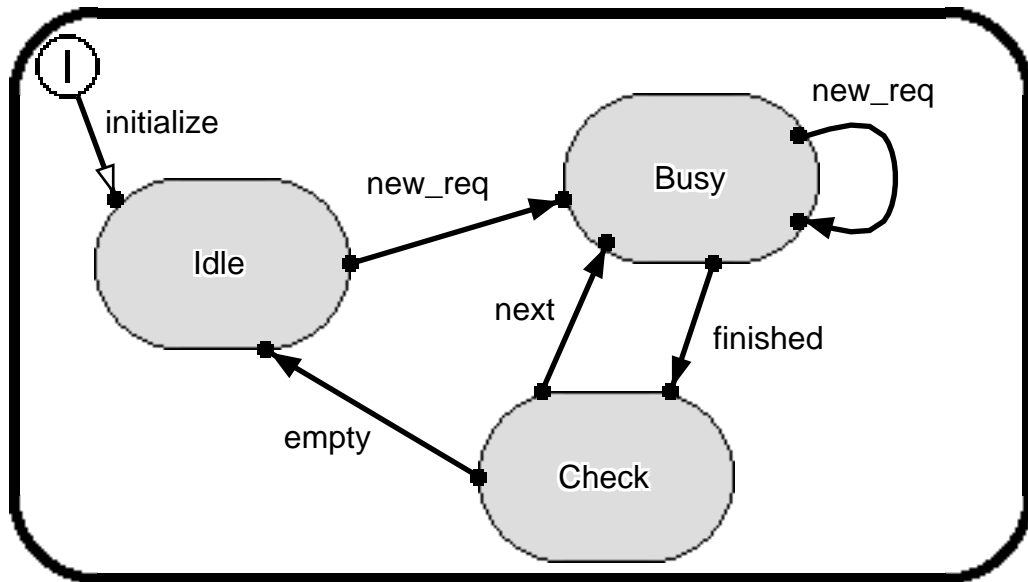 I
initialize
new_req
Busy
new_req
Idle
next
finished
empty
Check